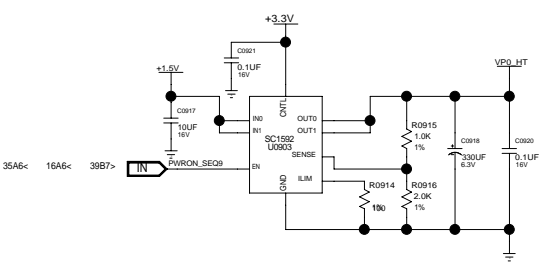 +3.3V
C0921
0.1UF
16V
+1.5V
VP0_HT
C0917
10UF
16V
CNTL
IN0
IN1
OUT0
OUT1
SC1592
U0903
SENSE
EN
ILIM
GND
R0915
1.0K
1%
C0918
330UF
6.3V
C0920
0.1UF
16V
35A6<
16A6<
39B7>
IN
PWRON_SEQ9
R0914
R0916
2.0K
1%